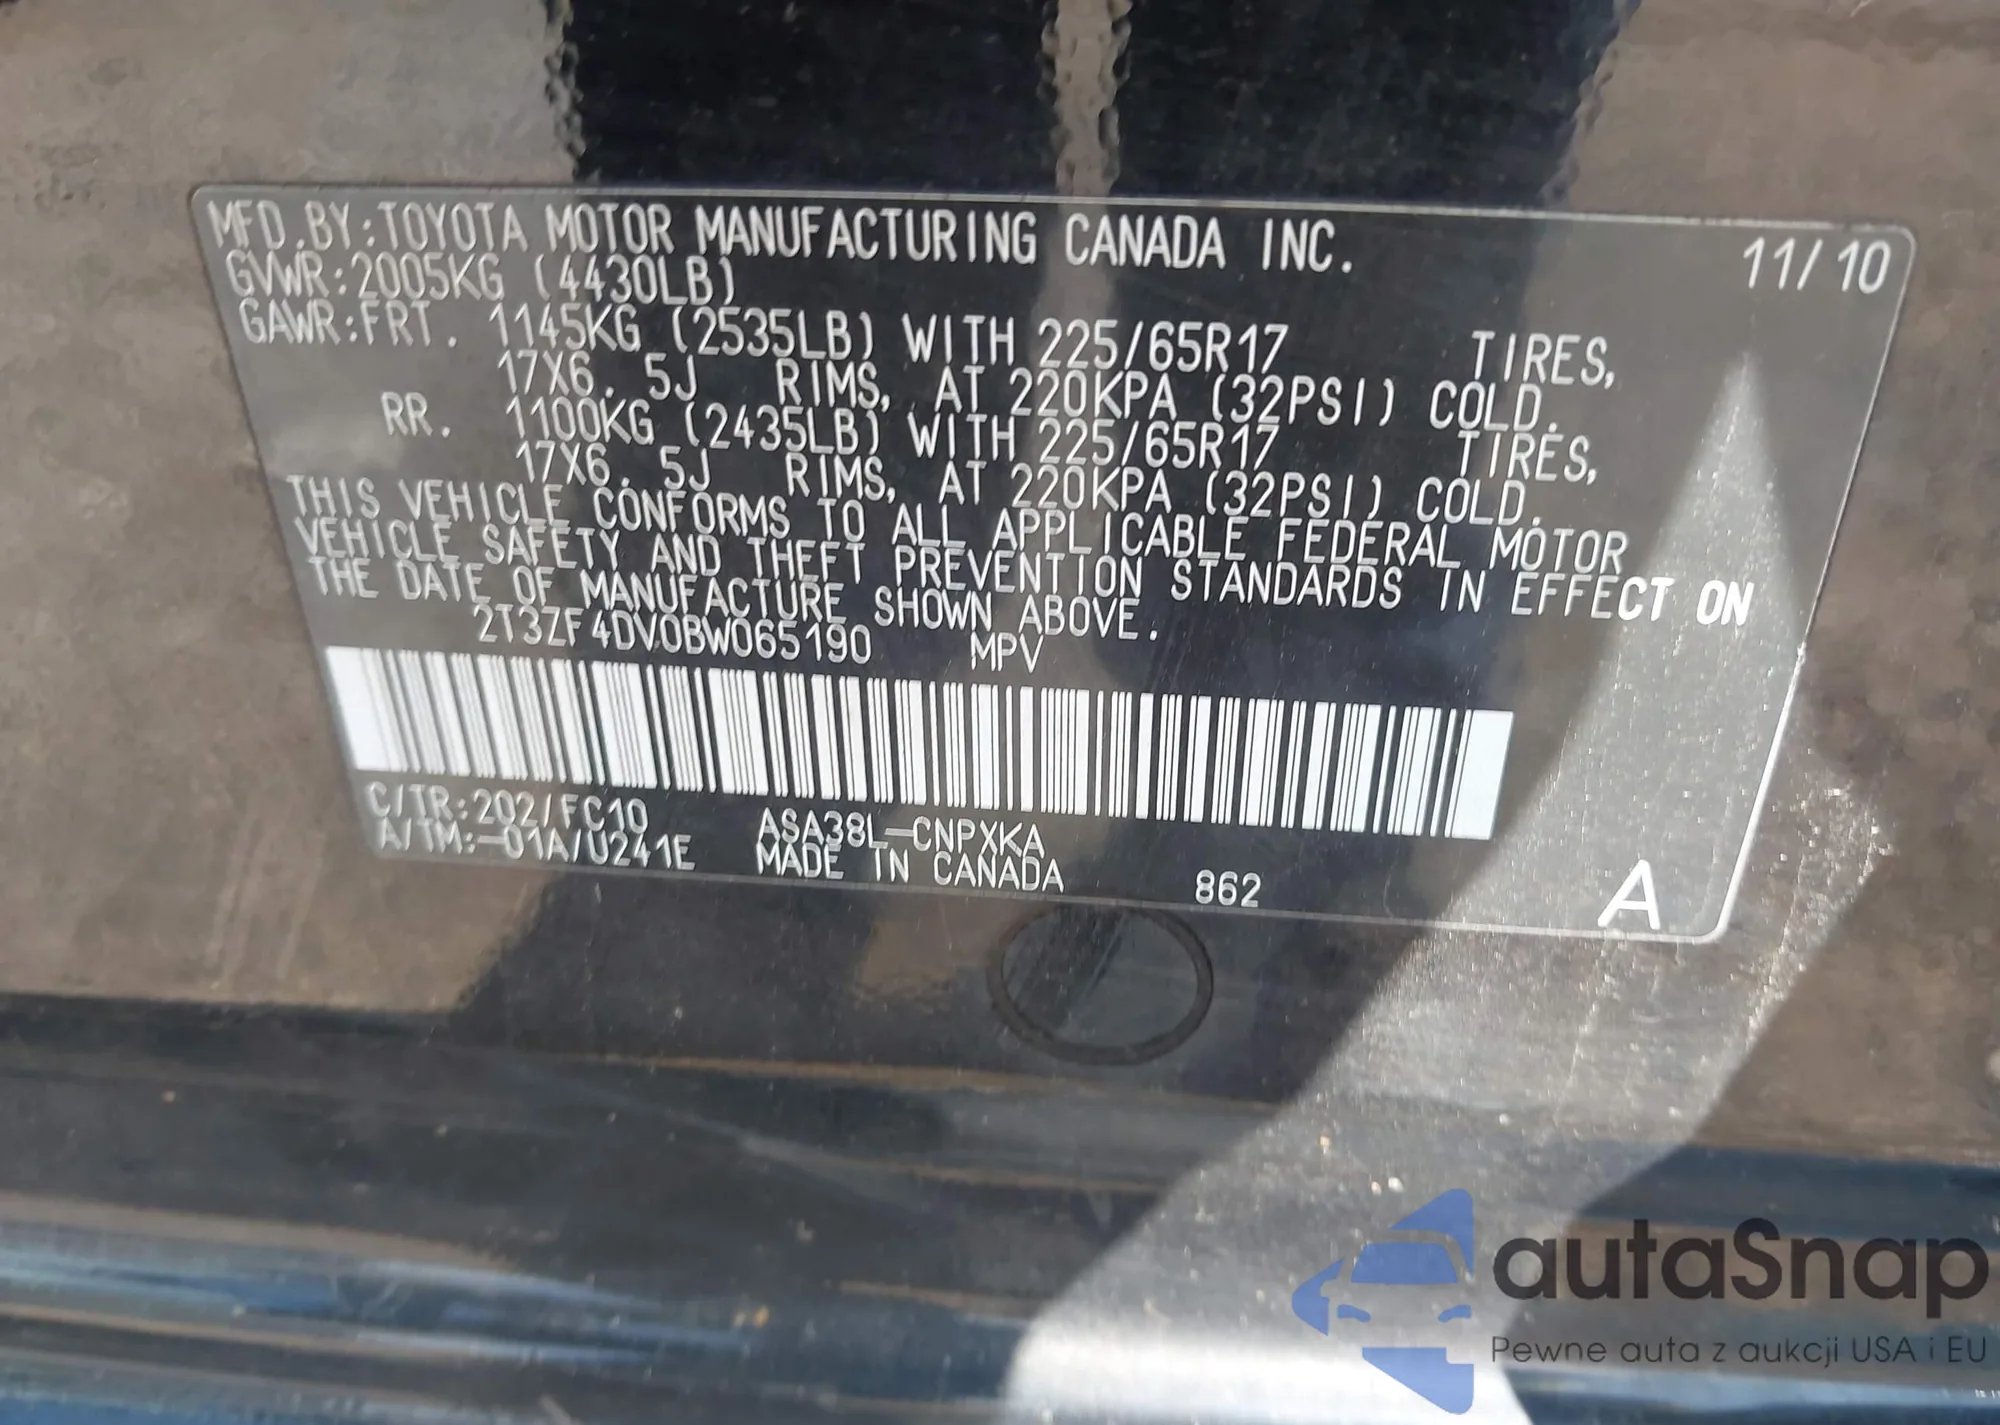 MFD.BY:TOYOTA MOTOR MANUFACTURING CANADA INC. 11/10
GVWR:2005KG (4430LB)
GAWR:FRT. 1145KG (2535LB) WITH 225/65R17 TIRES,
17X6.5J RIMS, AT 220KPA (32PSI) COLD.
RR. 1100KG (2435LB) WITH 225/65R17 TIRES,
17X6.5J RIMS, AT 220KPA (32PSI) COLD.
THIS VEHICLE CONFORMS TO ALL APPLICABLE FEDERAL MOTOR
VEHICLE SAFETY AND THEFT PREVENTION STANDARDS IN EFFECT ON
THE DATE OF MANUFACTURE SHOWN ABOVE.
2T3ZF4DV0BW065190 MPV
C/TR:202/FC10 ASA38L-CNPXKA
A/TM:-01A/U241E MADE IN CANADA 862 A
autaSnap
Pewne auta z aukcji USA i EU